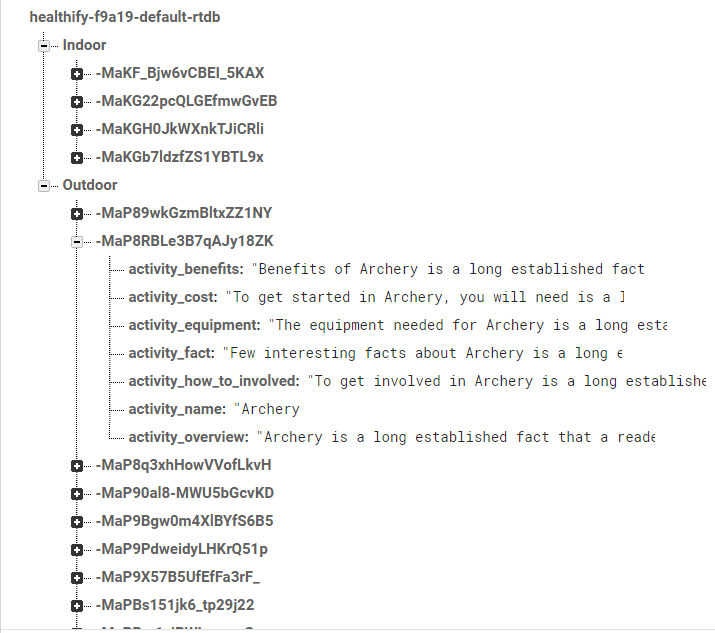 healthify-f9a19-default-rtdb
Indoor
-MaKF_Bjw6vCBEI_5KAX
-MaKG22pcQLGEfmwGvEB
-MaKGH0JkWXnkTJiCRli
-MaKGb7ldzfZS1YBTL9x
Outdoor
-MaP89wkGzmBltxZZ1NY
-MaP8RBLe3B7qAJy18ZK
activity_benefits: "Benefits of Archery is a long established fact
activity_cost: "To get started in Archery, you will need is a l
activity_equipment: "The equipment needed for Archery is a long esta
activity_fact: "Few interesting facts about Archery is a long e
activity_how_to_involved: "To get involved in Archery is a long establishe
activity_name: "Archery
activity_overview: "Archery is a long established fact that a reade
-MaP8q3xhHowVVofLkvH
-MaP90al8-MWU5bGcvKD
-MaP9Bgw0m4XlBYfS6B5
-MaP9PdweidyLHKrQ51p
-MaP9X57B5UfEfFa3rF_
-MaPBs151jk6_tp29j22